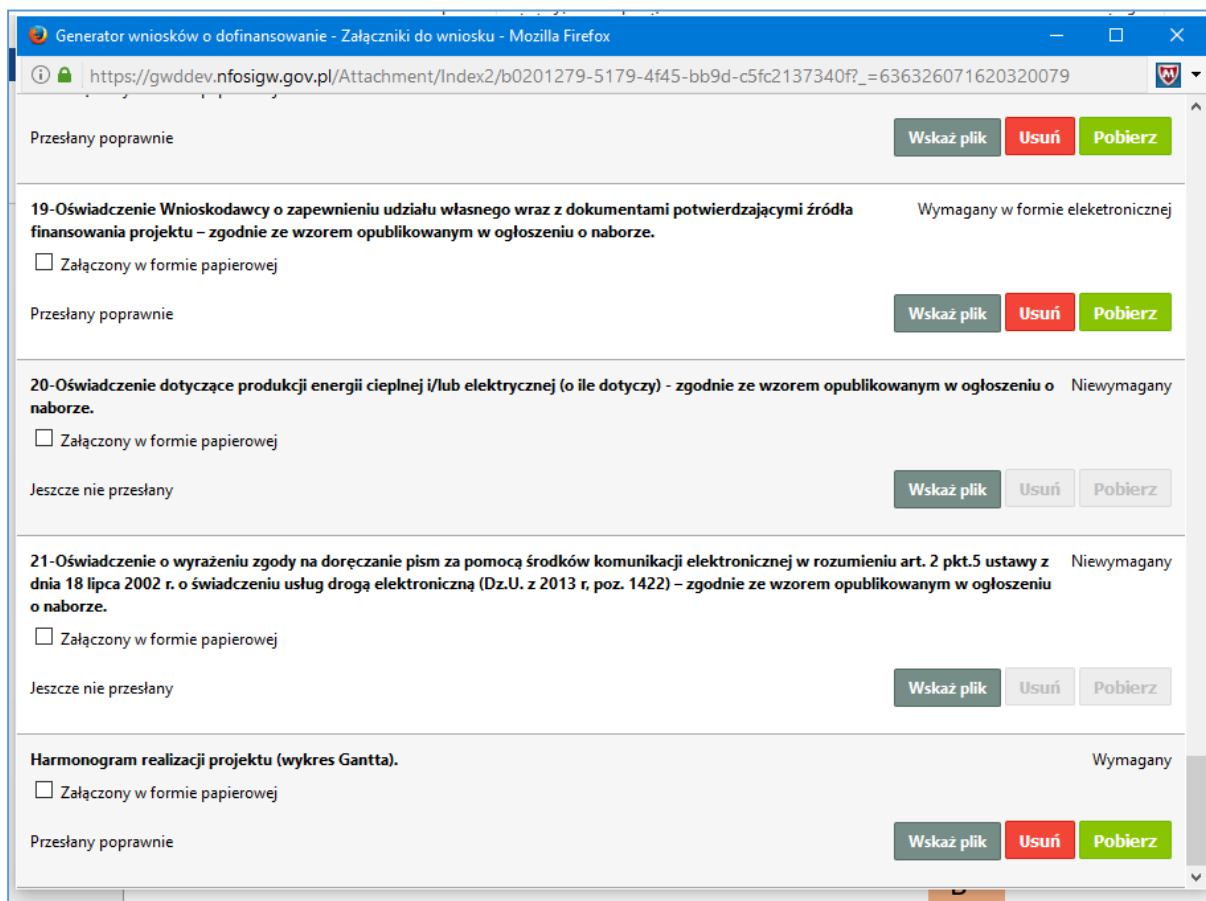 Generator wniosków o dofinansowanie - Załączniki do wniosku - Mozilla Firefox
https://gwddev.nfosigw.gov.pl/Attachment/Index2/b0201279-5179-4f45-bb9d-c5fc2137340f?_=636326071620320079
Przesłany poprawnie Wskaż plik Usuń Pobierz
19-Oświadczenie Wnioskodawcy o zapewnieniu udziału własnego wraz z dokumentami potwierdzającymi źródła Wymagany w formie eleketronicznej
finansowania projektu – zgodnie ze wzorem opublikowanym w ogłoszeniu o naborze.
Załączony w formie papierowej
Przesłany poprawnie Wskaż plik Usuń Pobierz
20-Oświadczenie dotyczące produkcji energii cieplnej i/lub elektrycznej (o ile dotyczy) - zgodnie ze wzorem opublikowanym w ogłoszeniu o Niewymagany
naborze.
Załączony w formie papierowej
Jeszcze nie przesłany Wskaż plik Usuń Pobierz
21-Oświadczenie o wyrażeniu zgody na doręczanie pism za pomocą środków komunikacji elektronicznej w rozumieniu art. 2 pkt.5 ustawy z Niewymagany
dnia 18 lipca 2002 r. o świadczeniu usług drogą elektroniczną (Dz.U. z 2013 r, poz. 1422) – zgodnie ze wzorem opublikowanym w ogłoszeniu
o naborze.
Załączony w formie papierowej
Jeszcze nie przesłany Wskaż plik Usuń Pobierz
Harmonogram realizacji projektu (wykres Gantta). Wymagany
Załączony w formie papierowej
Przesłany poprawnie Wskaż plik Usuń Pobierz